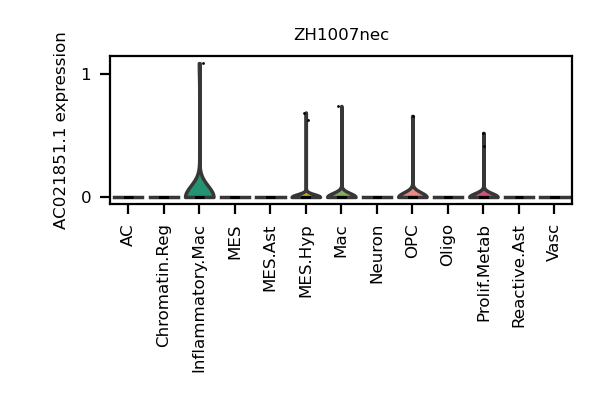 ZH1007nec
AC021851.1 expression
1
0
AC
Chromatin.Reg
Inflammatory.Mac
MES
MES.Ast
MES.Hyp
Mac
Neuron
OPC
Oligo
Prolif.Metab
Reactive.Ast
Vasc